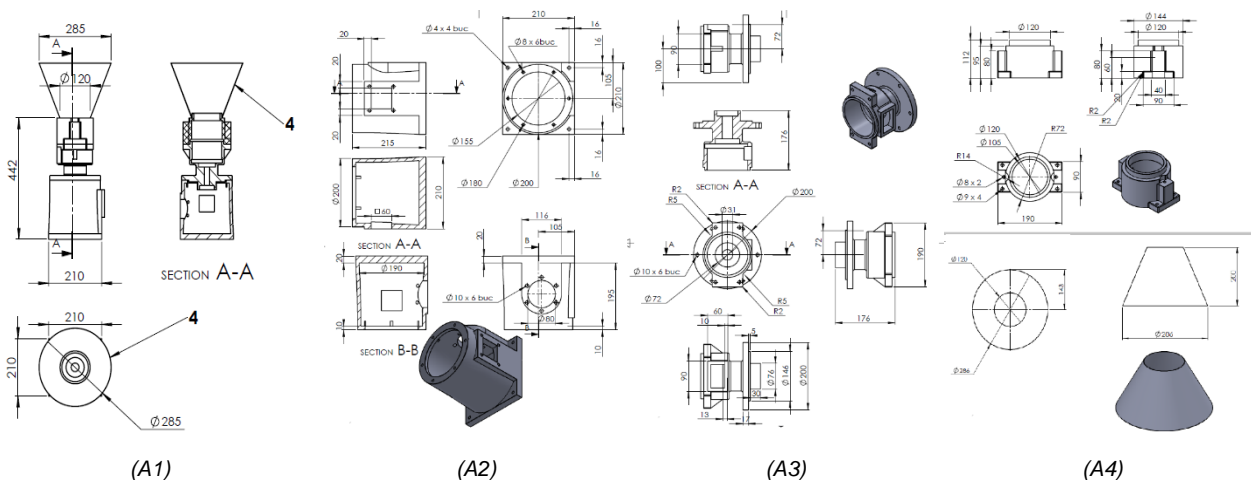 285
A
Ø120
4
442
A
210
SECTION A-A
210
4
210
Ø285
(A1)
210
16
Ø4 x 4 buc
Ø8 x 6buc
16
20
A
A
105
Ø210
20
16
215
Ø155
Ø180
Ø200
16
Ø200
□60
210
SECTION A-A
116
105
20
B
20
Ø190
Ø10 x 6 buc
195
Ø80
10
B
10
SECTION B-B
(A2)
90
72
100
176
SECTION A-A
R2
Ø31
Ø200
R5
A
A
72
190
Ø10 x 6 buc
R5
Ø72
R2
176
60
10
5
90
Ø76
Ø146
Ø200
30
13
17
(A3)
Ø120
Ø144
Ø120
112
95
80
80
60
20
R2
40
R2
90
Ø120
R72
Ø105
R14
90
Ø8 x 2
Ø9 x 4
190
Ø120
143
Ø286
(A4)